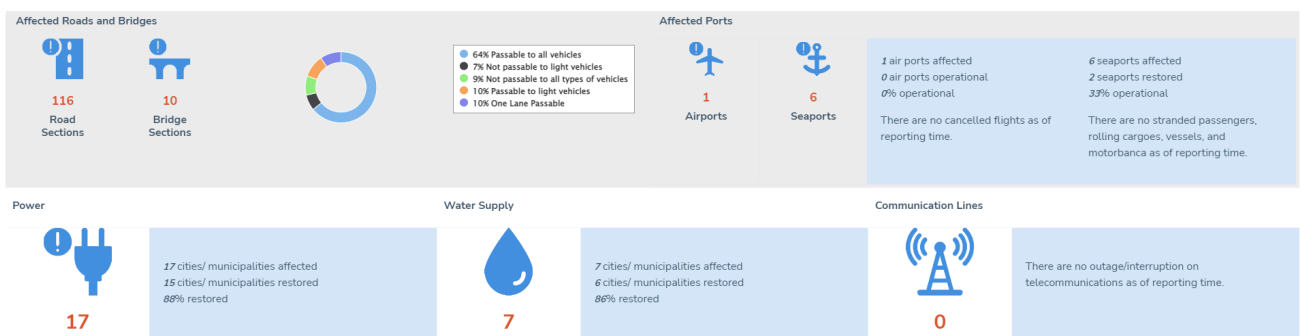 Affected Roads and Bridges
116
Road
Sections
10
Bridge
Sections
64% Passable to all vehicles
7% Not passable to light vehicles
9% Not passable to all types of vehicles
10% Passable to light vehicles
10% One Lane Passable
Affected Ports
1
Airports
6
Seaports
1 air ports affected
0 air ports operational
0% operational
There are no cancelled flights as of
reporting time.
6 seaports affected
2 seaports restored
33% operational
There are no stranded passengers,
rolling cargoes, vessels, and
motorbanca as of reporting time.
Power
17
17 cities/ municipalities affected
15 cities/ municipalities restored
88% restored
Water Supply
7
7 cities/ municipalities affected
6 cities/ municipalities restored
86% restored
Communication Lines
0
There are no outage/interruption on
telecommunications as of reporting time.